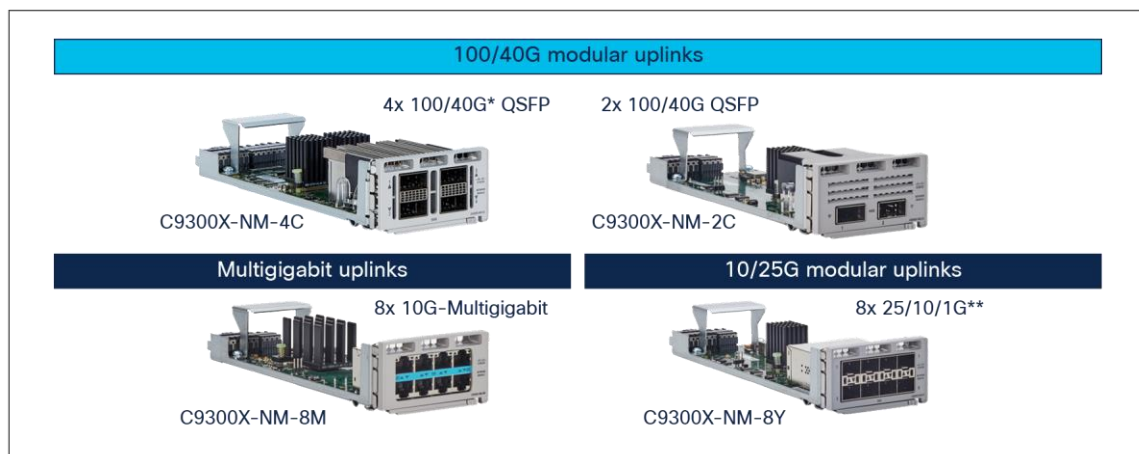 100/40G modular uplinks
4x 100/40G* QSFP
2x 100/40G QSFP
C9300X-NM-4C
C9300X-NM-2C
Multigigabit uplinks
10/25G modular uplinks
8x 10G-Multigigabit
8x 25/10/1G**
C9300X-NM-8M
C9300X-NM-8Y